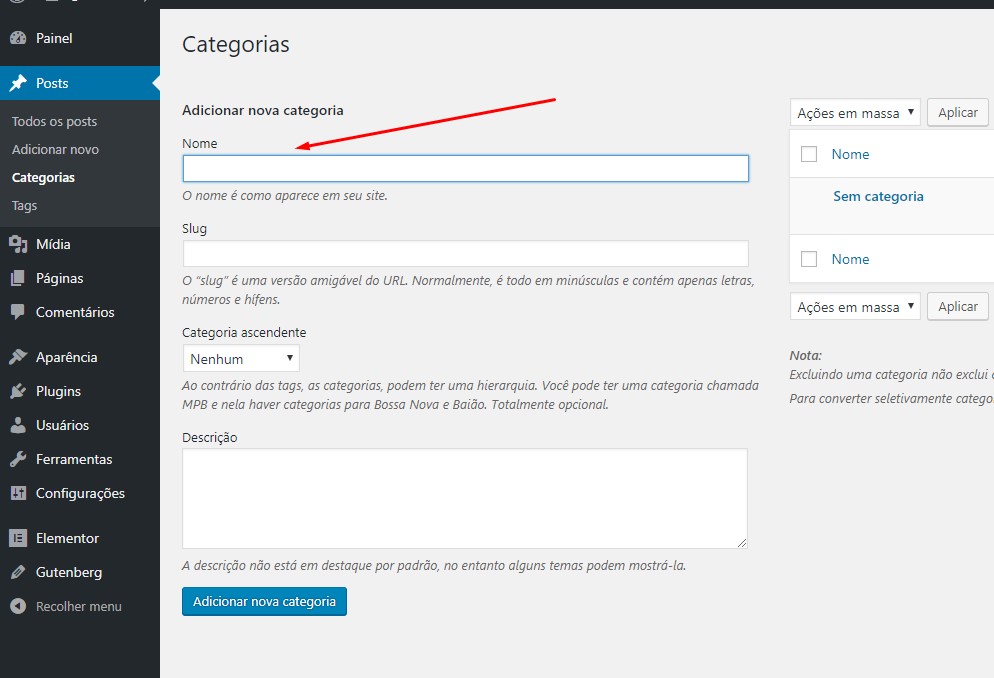 Painel
Posts
Todos os posts
Adicionar novo
Categorias
Tags
Mídia
Páginas
Comentários
Aparência
Plugins
Usuários
Ferramentas
Configurações
Elementor
Gutenberg
Recolher menu
Categorias
Adicionar nova categoria
Nome
O nome é como aparece em seu site.
Slug
O “slug” é uma versão amigável do URL. Normalmente, é todo em minúsculas e contém apenas letras,
números e hífens.
Categoria ascendente
Nenhum
Ao contrário das tags, as categorias, podem ter uma hierarquia. Você pode ter uma categoria chamada
MPB e nela haver categorias para Bossa Nova e Baião. Totalmente opcional.
Descrição
A descrição não está em destaque por padrão, no entanto alguns temas podem mostrá-la.
Adicionar nova categoria
Ações em massa Aplicar
Nome
Sem categoria
Nome
Ações em massa Aplicar
Nota:
Excluindo uma categoria não exclui
Para converter seletivamente